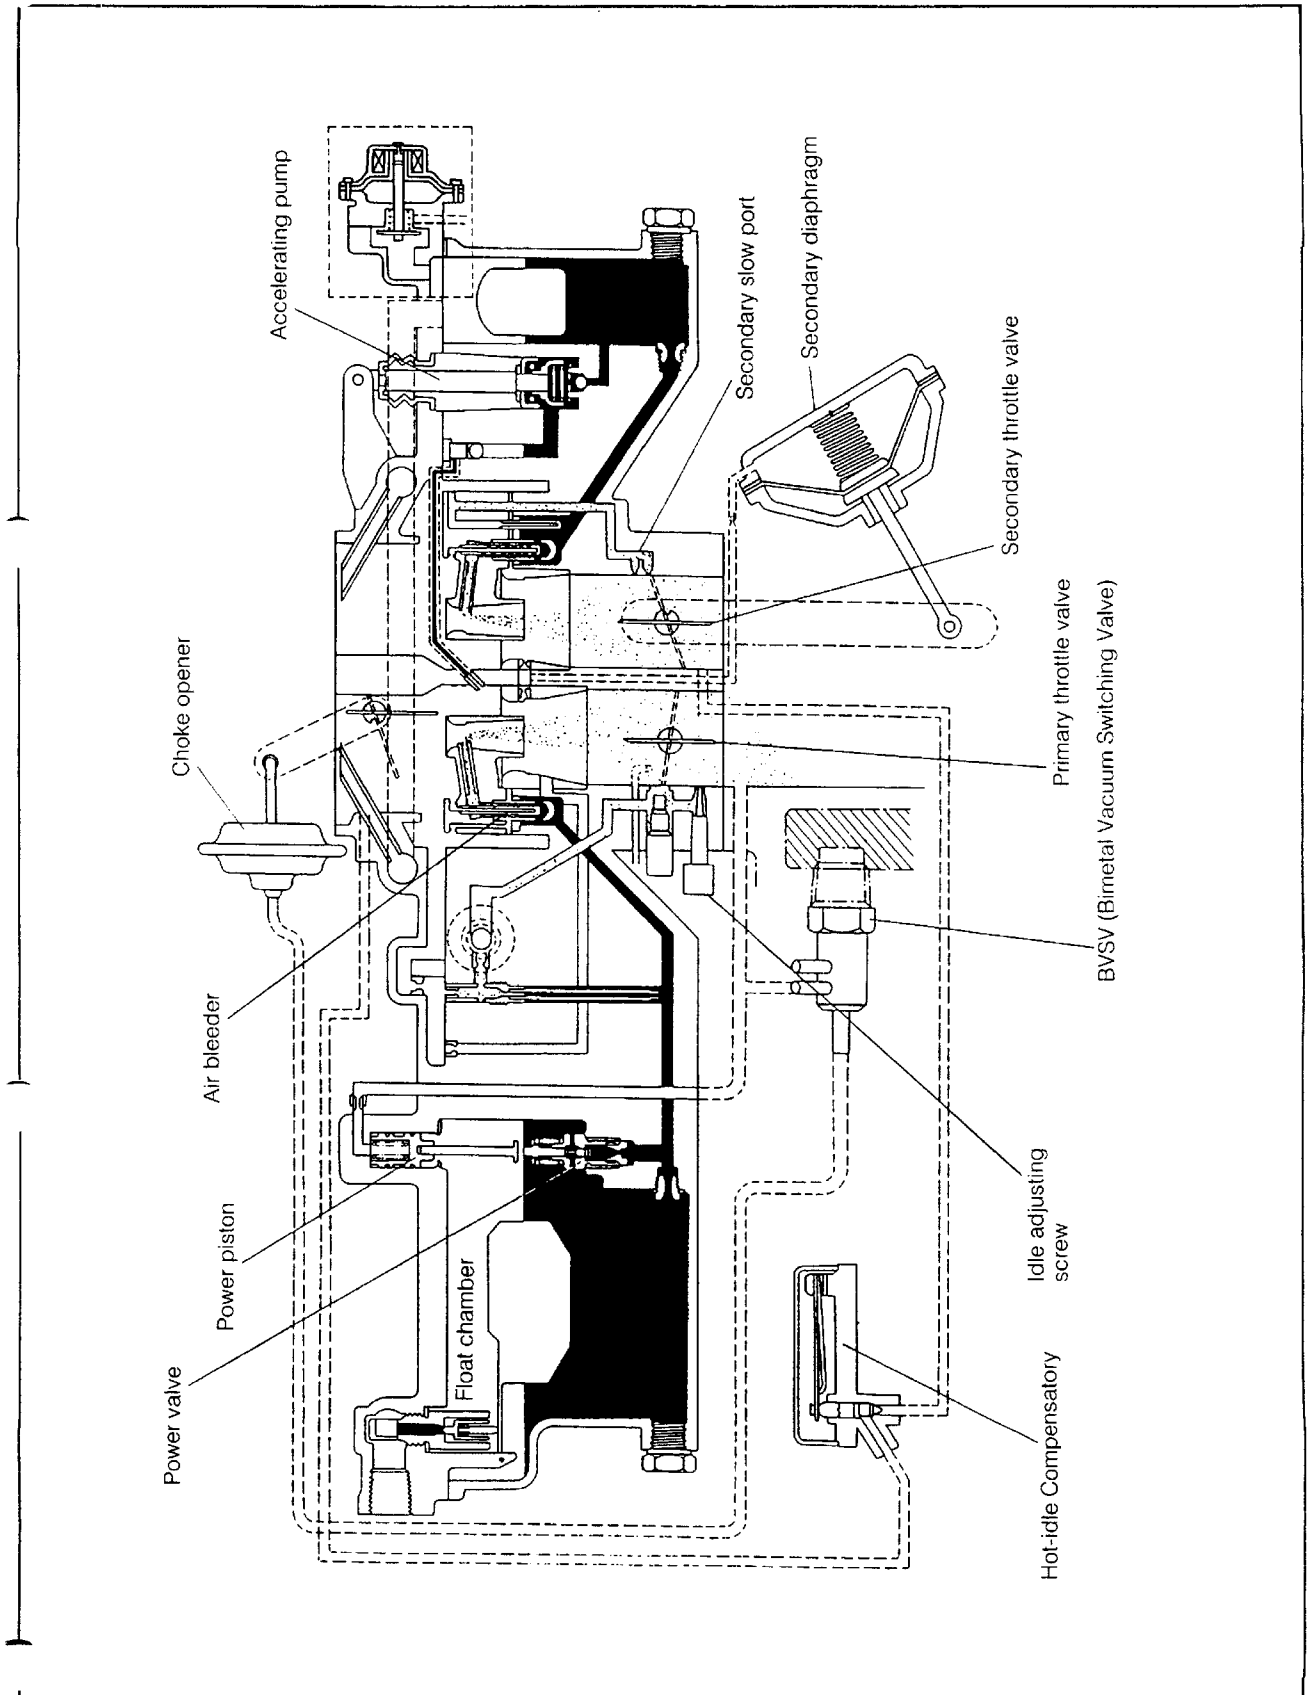 Accelerating pump
Choke opener
Air bleeder
Power piston
Power valve
Float chamber
Secondary slow port
Secondary diaphragm
Secondary throttle valve
Primary throttle valve
BVSV (Bimetal Vacuum Switching Valve)
Idle adjusting
screw
Hot-idle Compensatory